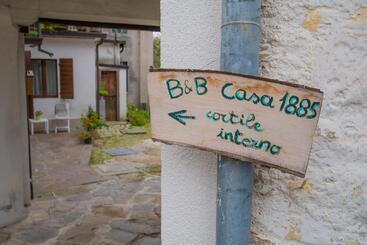 B&B Casa 1885
cortile
interno